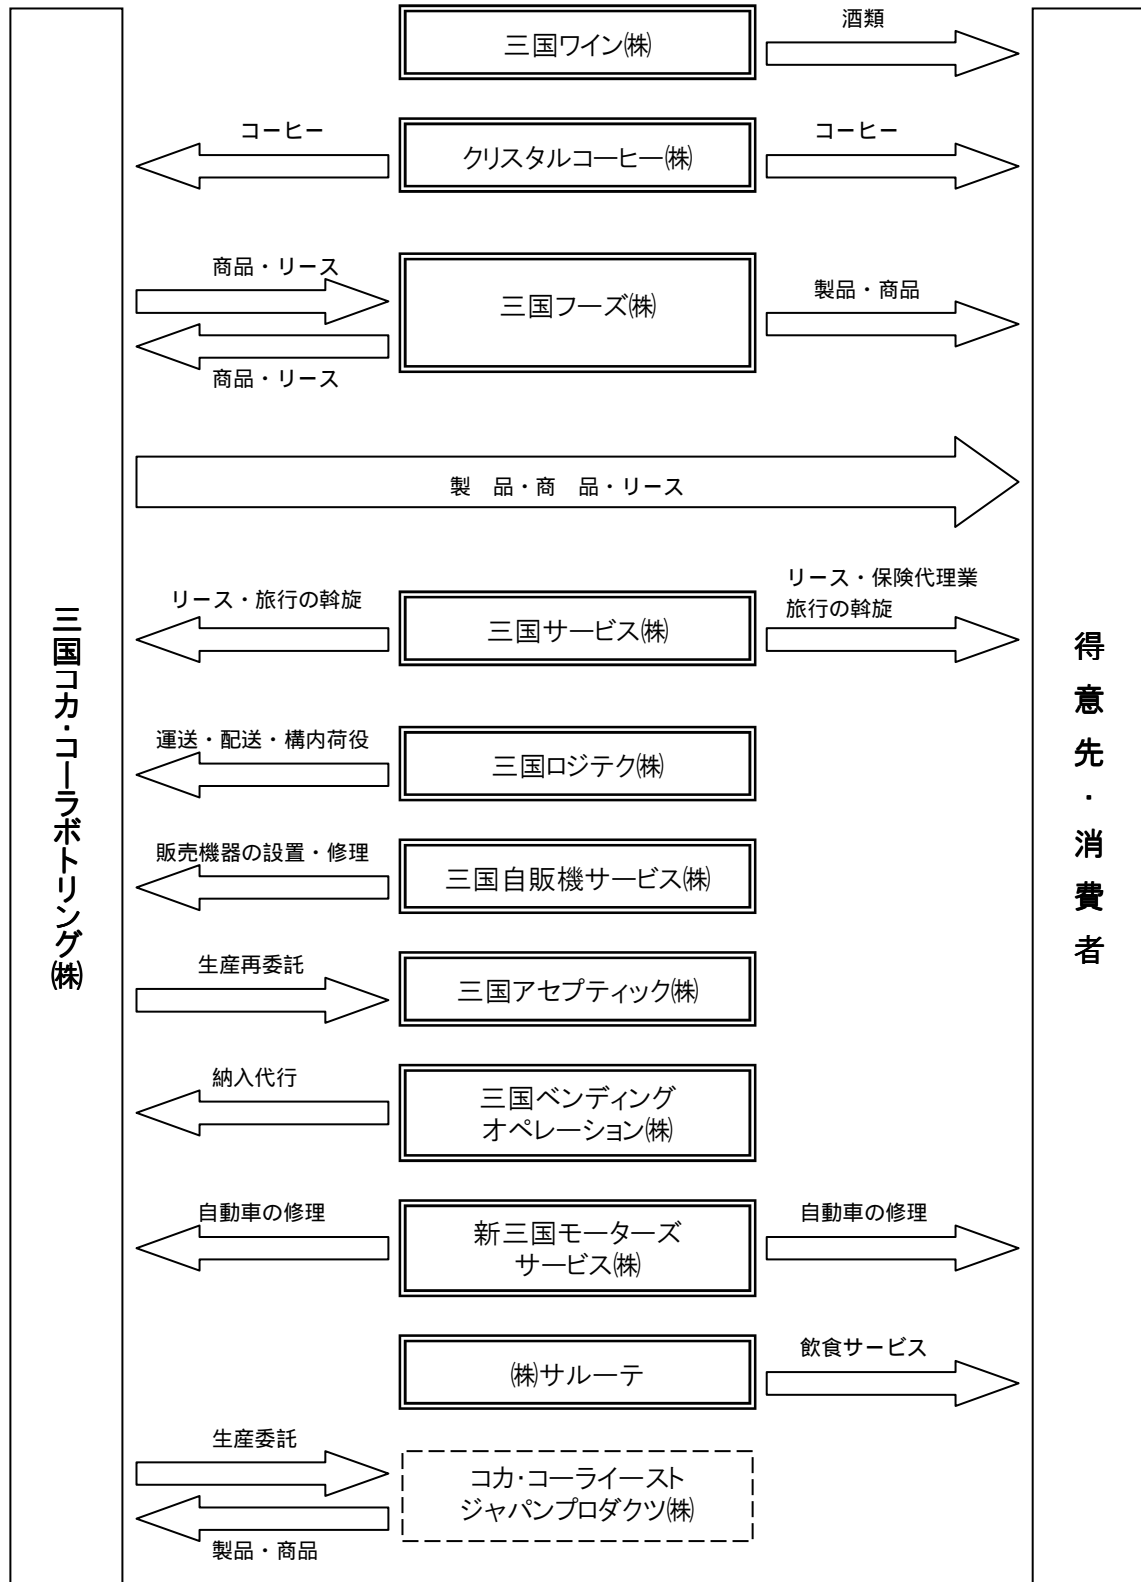 酒類
三国ワイン㈱
コーヒー
クリスタルコーヒー㈱
コーヒー
商品・リース
三国フーズ㈱
製品・商品
商品・リース
製　品・商　品・リース
リース・旅行の斡旋
三国サービス㈱
リース・保険代理業
旅行の斡旋
三国コカ・コーラボトリング㈱
得意先・消費者
運送・配送・構内荷役
三国ロジテク㈱
販売機器の設置・修理
三国自販機サービス㈱
生産再委託
三国アセプティック㈱
納入代行
三国ベンディング
オペレーション㈱
自動車の修理
新三国モーターズ
サービス㈱
自動車の修理
㈱サルーテ
飲食サービス
生産委託
コカ・コーライースト
ジャパンプロダクツ㈱
製品・商品